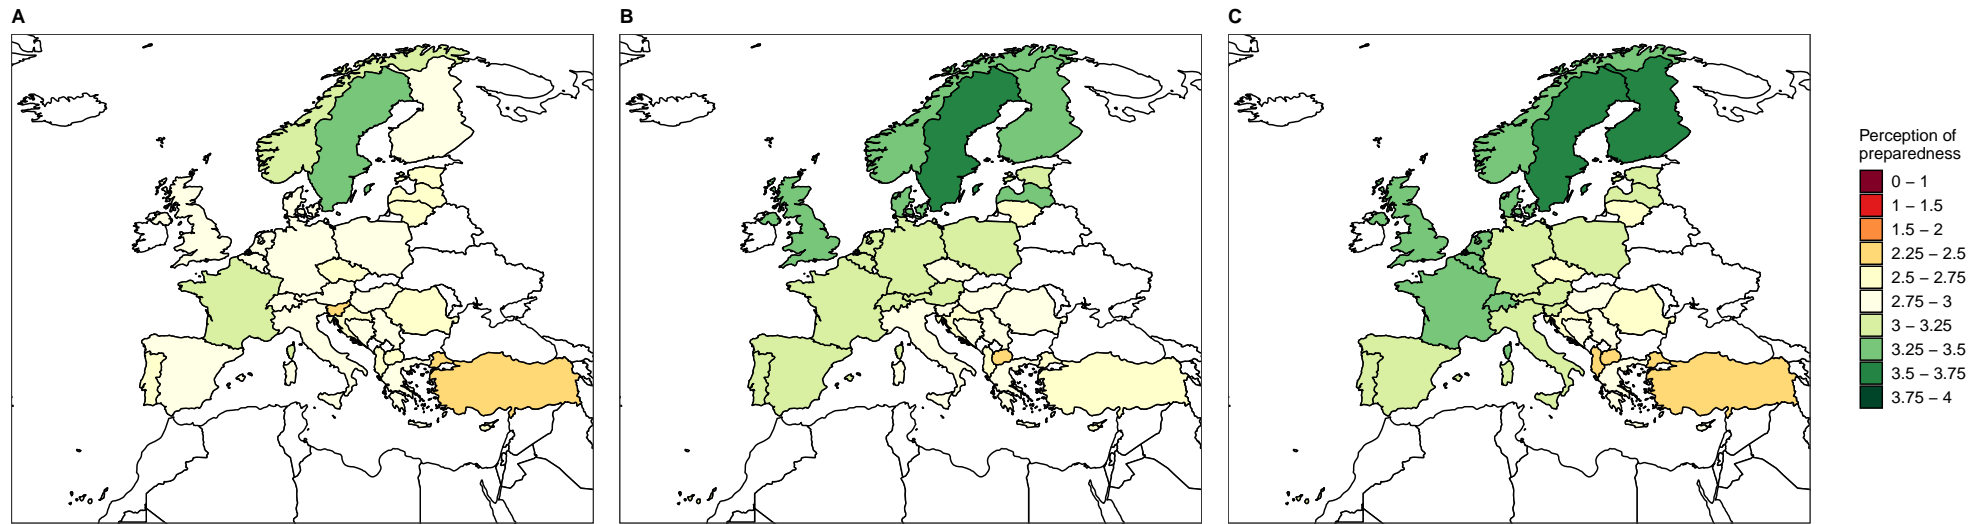 A
B
C
Perception of
preparedness
0 – 1
1 – 1.5
1.5 – 2
2.25 – 2.5
2.5 – 2.75
2.75 – 3
3 – 3.25
3.25 – 3.5
3.5 – 3.75
3.75 – 4